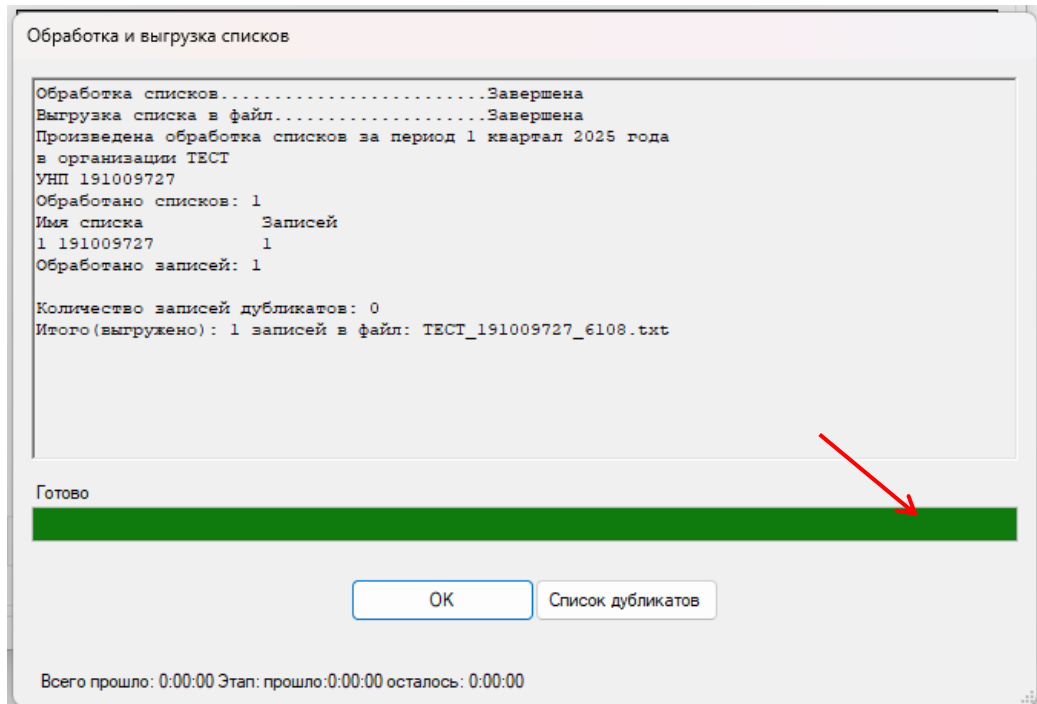 Обработка и выгрузка списков
Обработка списков.........................Завершена
Выгрузка списка в файл....................Завершена
Произведена обработка списков за период 1 квартал 2025 года
в организации ТЕСТ
УНП 191009727
Обработано списков: 1
Имя списка Записей
1 191009727 1
Обработано записей: 1
Количество записей дубликатов: 0
Итого(выгружено): 1 записей в файл: ТЕСТ_191009727_6108.txt
Готово
OK Список дубликатов
Всего прошло: 0:00:00 Этап: прошло:0:00:00 осталось: 0:00:00